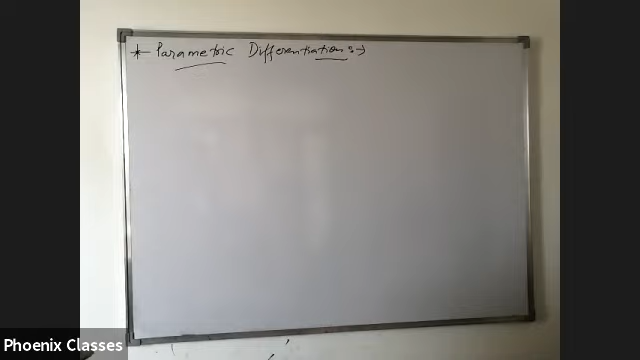 * Parametric Differentiation :→
Phoenix Classes